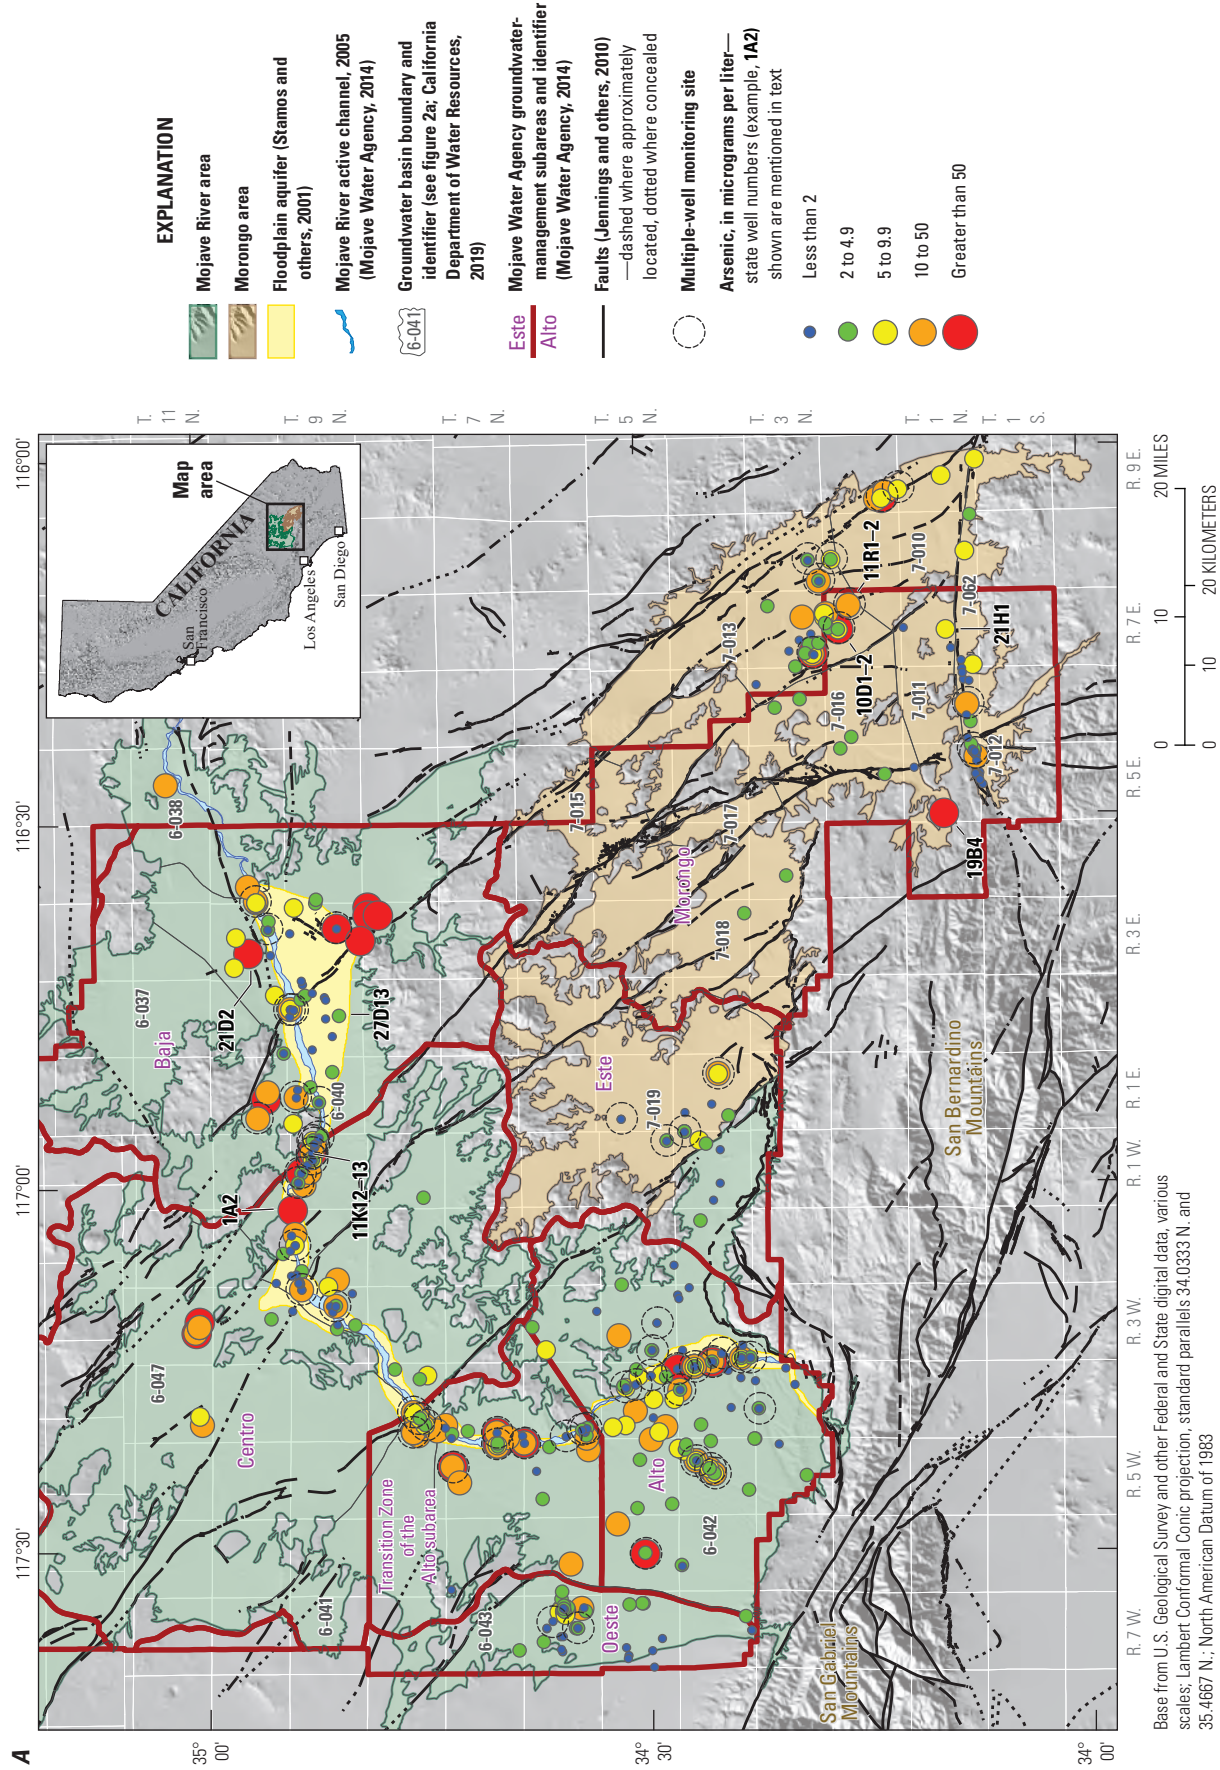 A
117°30'
117°00'
116°30'
116°00'
35°
00'
34°
30'
34°
00'
T.
11
N.
T.
9
N.
T.
7
N.
T.
5
N.
T.
3
N.
T.
1
N.
T.
1
S.
R. 7 W.
R. 5 W.
R. 3 W.
R. 1 W.
R. 1 E.
R. 3 E.
R. 5 E.
R. 7 E.
R. 9 E.
CALIFORNIA
Map
area
San
Francisco
Los Angeles
San Diego
6-047
Centro
6-041
Transition Zone
of the
Alto subarea
6-043
Oeste
Alto
6-042
6-037
Baja
6-038
6-040
21D2
27D13
1A2
11K12–13
Este
7-019
Morongo
7-018
7-017
7-015
7-016
7-013
7-011
7-010
7-012
7-062
10D1–2
11R1–2
21H1
19B4
San Bernardino
Mountains
San Gabriel
Mountains
Base from U.S. Geological Survey and other Federal and State digital data, various
scales; Lambert Conformal Conic projection, standard parallels 34.0333 N. and
35.4667 N.; North American Datum of 1983
0
10
20 MILES
0
10
20 KILOMETERS
EXPLANATION
Mojave River area
Morongo area
Floodplain aquifer (Stamos and
others, 2001)
Mojave River active channel, 2005
(Mojave Water Agency, 2014)
6-041
Groundwater basin boundary and
identifier (see figure 2a; California
Department of Water Resources,
2019)
Este
Alto
Mojave Water Agency groundwater-
management subareas and identifier
(Mojave Water Agency, 2014)
Faults (Jennings and others, 2010)
—dashed where approximately
located, dotted where concealed
Multiple-well monitoring site
Arsenic, in micrograms per liter—
state well numbers (example, 1A2)
shown are mentioned in text
Less than 2
2 to 4.9
5 to 9.9
10 to 50
Greater than 50